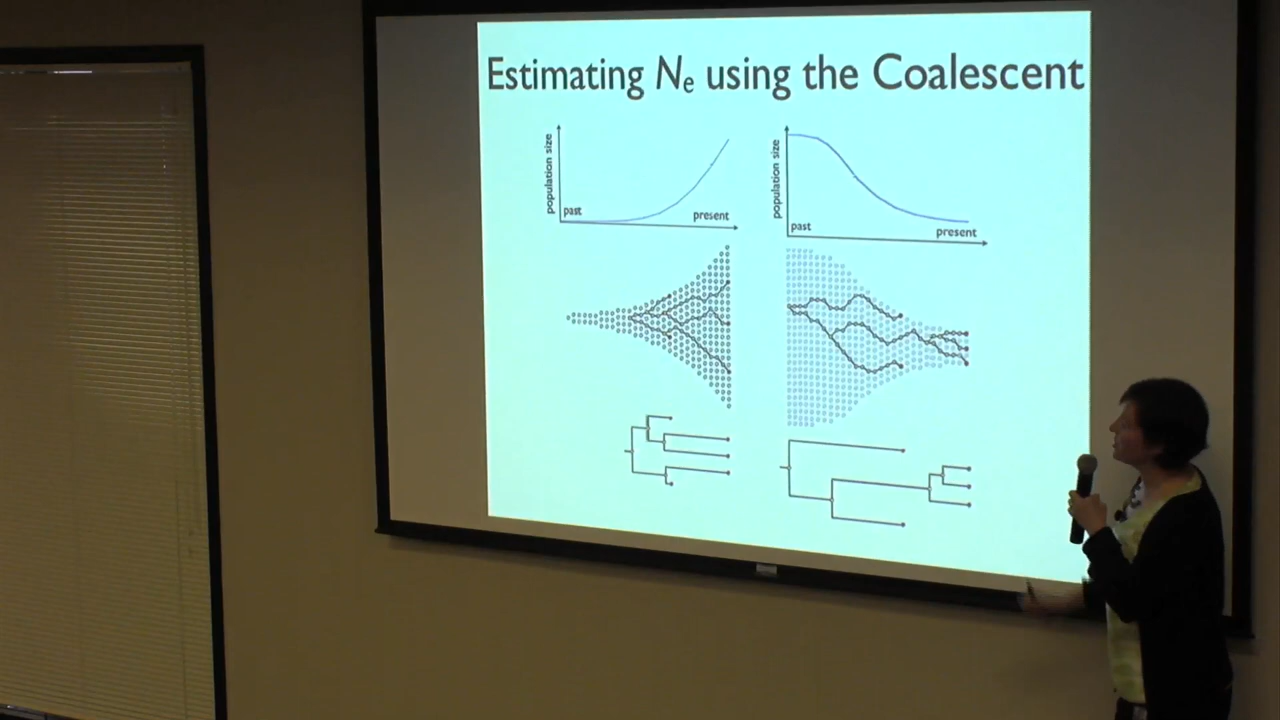 Estimating Ne using the Coalescent
population size
past
present
population size
past
present